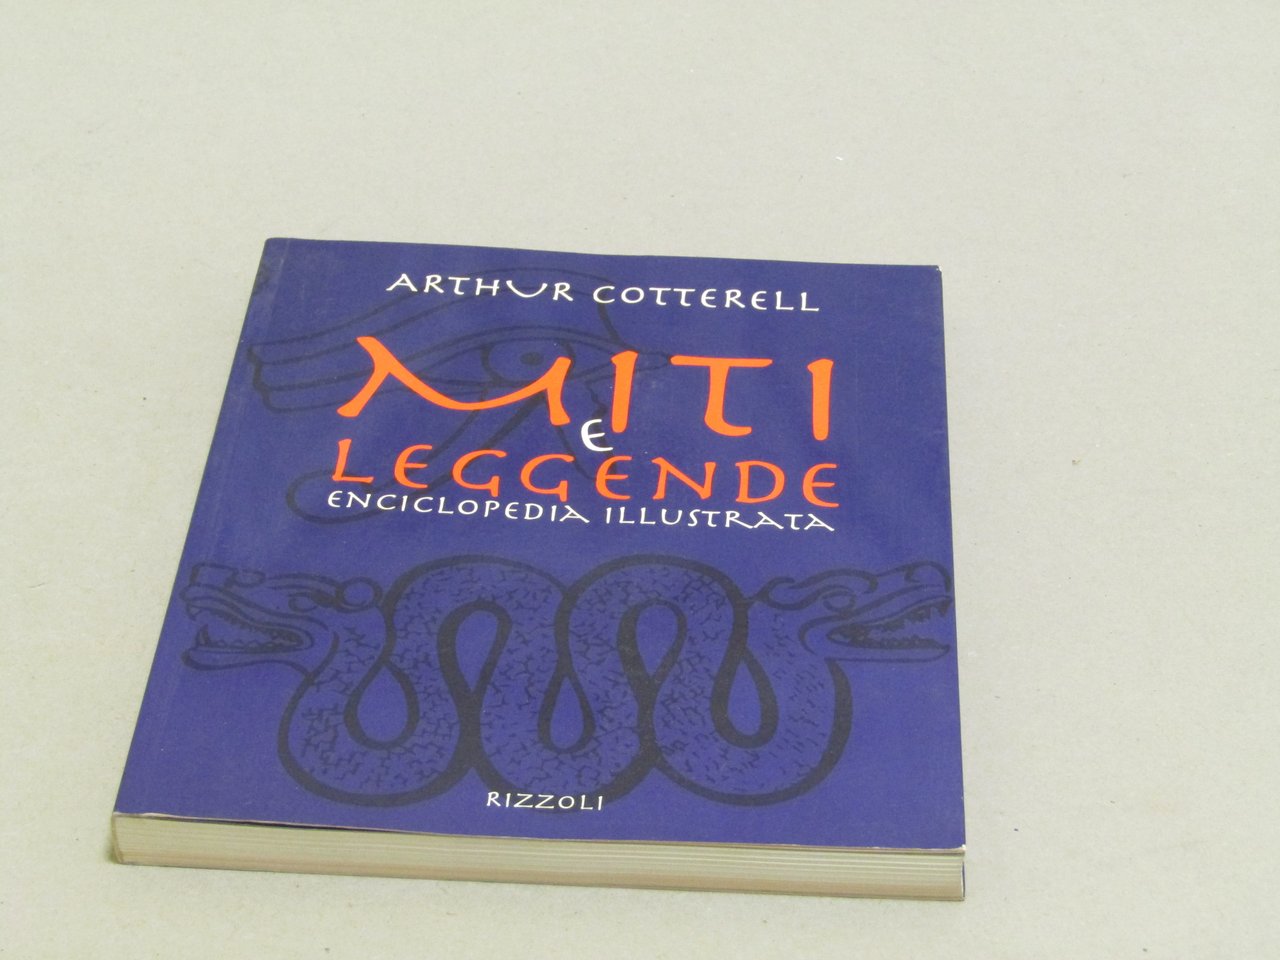 ARTHUR COTTERELL
MITI
E
LEGGENDE
ENCICLOPEDIA ILLUSTRATA
RIZZOLI